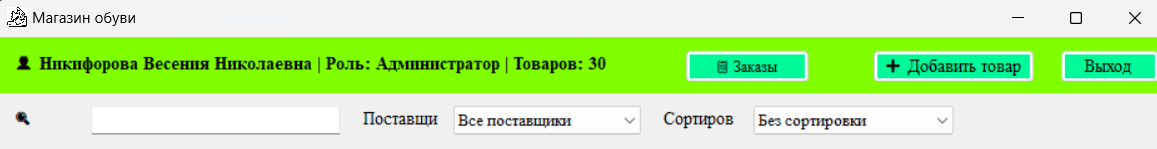 Магазин обуви
Никифорова Весения Николаевна | Роль: Администратор | Товаров: 30
Заказы
+ Добавить товар
Выход
Поставщи
Все поставщики
Сортиров
Без сортировки